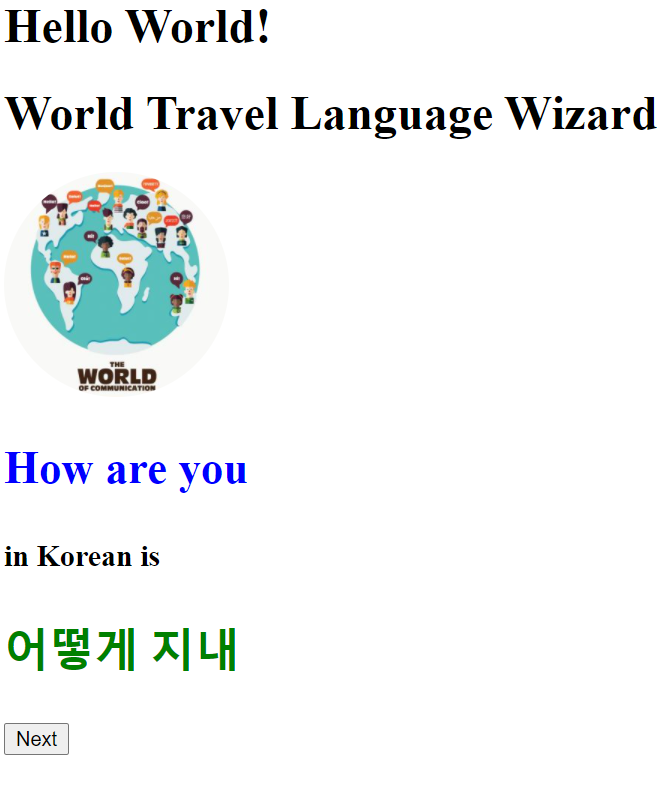 Hello World!
World Travel Language Wizard
THE
WORLD
OF COMMUNICATION
How are you
in Korean is
어떻게 지내
Next